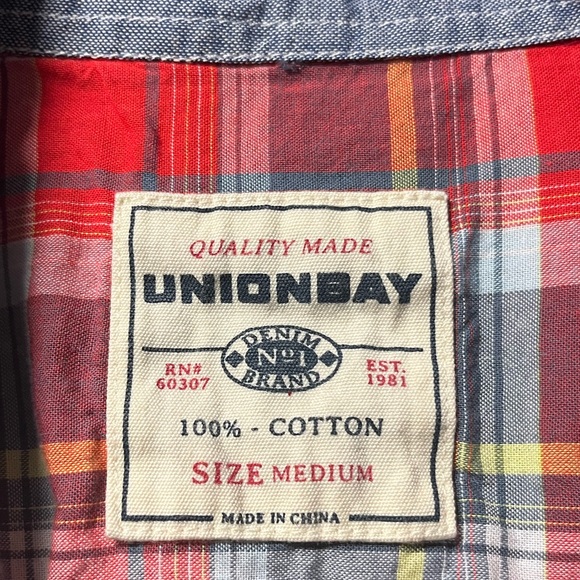 QUALITY MADE
UNIONBAY
DENIM
Nº1
BRAND
RN#
60307
EST.
1981
100% - COTTON
SIZE MEDIUM
MADE IN CHINA